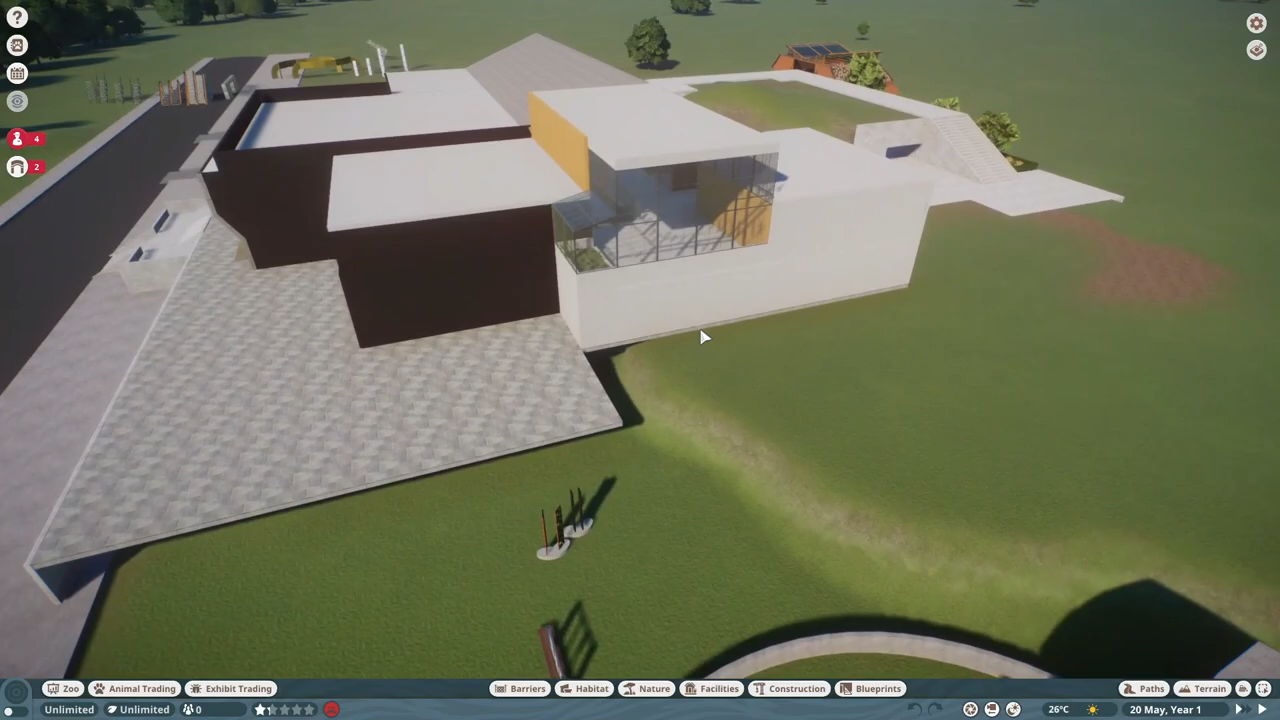 ?
4
2
Zoo Animal Trading Exhibit Trading Barriers Habitat Nature Facilities Construction Blueprints Paths Terrain
Unlimited Unlimited 0 26°C 20 May, Year 1